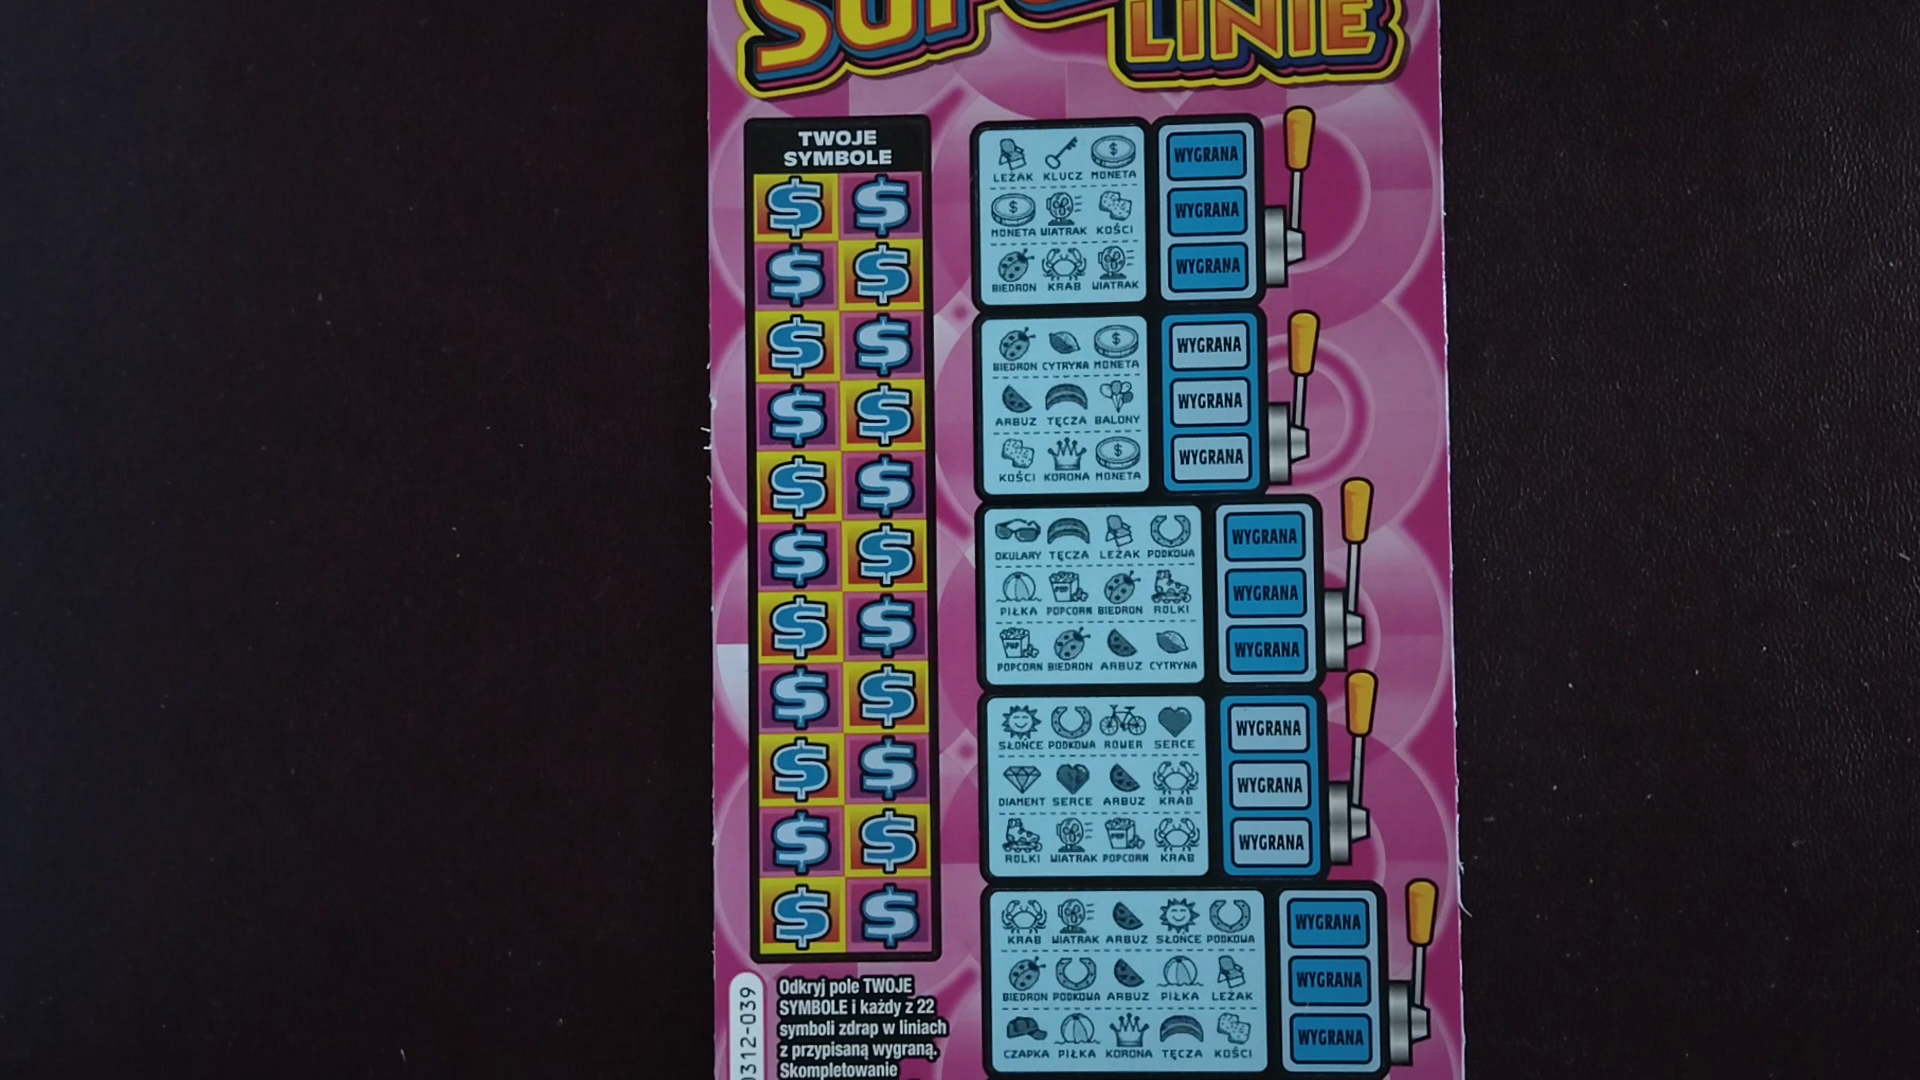 SUPER
LINIE
TWOJE
SYMBOLE
LEŻAK KLUCZ MONETA
MONETA WIATRAK KOŚCI
BIEDRON KRAB WIATRAK
WYGRANA
WYGRANA
WYGRANA
BIEDRON CYTRYNA MONETA
ARBUZ TĘCZA BALONY
KOŚCI KORONA MONETA
WYGRANA
WYGRANA
WYGRANA
OKULARY TĘCZA LEŻAK PODKOWA
PIŁKA POPCORN BIEDRON ROLKI
POPCORN BIEDRON ARBUZ CYTRYNA
WYGRANA
WYGRANA
WYGRANA
SŁOŃCE PODKOWA ROWER SERCE
DIAMENT SERCE ARBUZ KRAB
ROLKI WIATRAK POPCORN KRAB
WYGRANA
WYGRANA
WYGRANA
KRAB WIATRAK ARBUZ SŁOŃCE PODKOWA
BIEDRON PODKOWA ARBUZ PIŁKA LEŻAK
CZAPKA PIŁKA KORONA TĘCZA KOŚCI
WYGRANA
WYGRANA
WYGRANA
0312-039
Odkryj pole TWOJE
SYMBOLE i każdy z 22
symboli zdrap w liniach
z przypisaną wygraną.
Skompletowanie